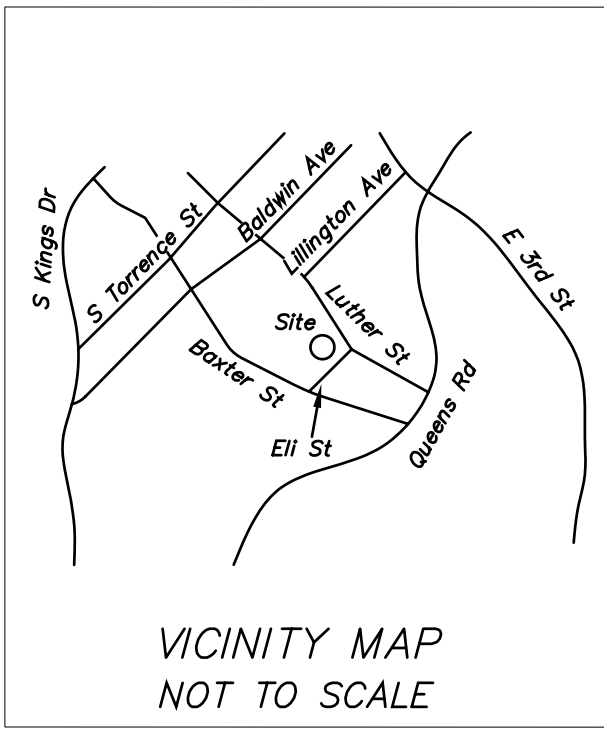 S Kings Dr
S Torrence St
Baldwin Ave
Lillington Ave
E 3rd St
Luther St
Site
Baxter St
Queens Rd
Eli St
VICINITY MAP
NOT TO SCALE